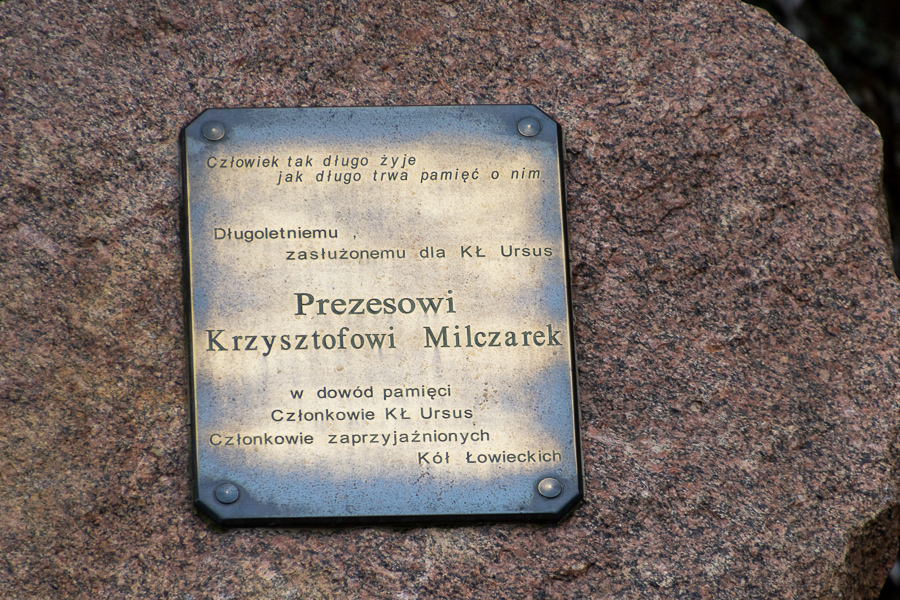 Człowiek tak długo żyje
jak długo trwa pamięć o nim
Długoletniemu ,
zasłużonemu dla KŁ Ursus
Prezesowi
Krzysztofowi Milczarek
w dowód pamięci
Członkowie KŁ Ursus
Członkowie zaprzyjaźnionych
Kół Łowieckich